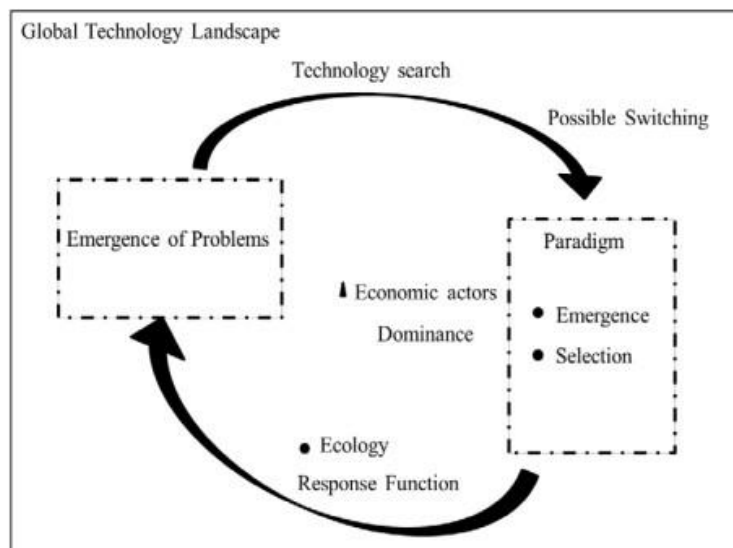 Global Technology Landscape
Technology search
Possible Switching
Emergence of Problems
Paradigm
Economic actors
Dominance
Emergence
Selection
Ecology
Response Function